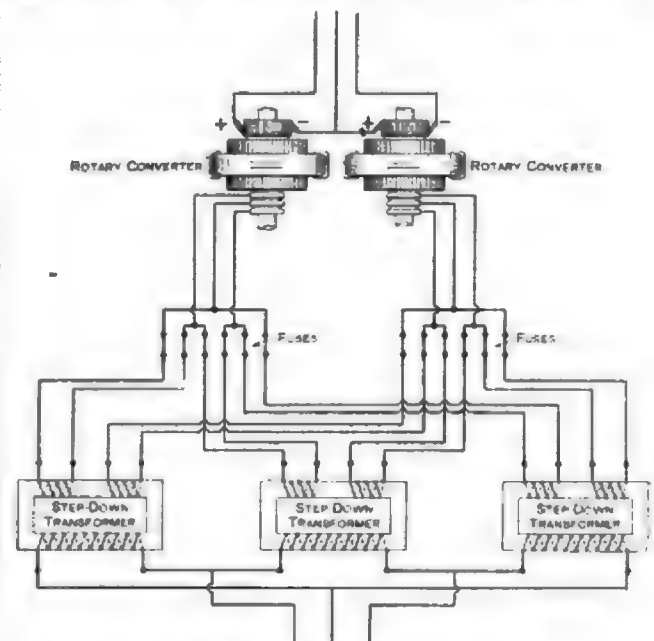 + − + −
ROTARY CONVERTER ROTARY CONVERTER
FUSES FUSES
STEP DOWN STEP DOWN STEP DOWN
TRANSFORMER TRANSFORMER TRANSFORMER